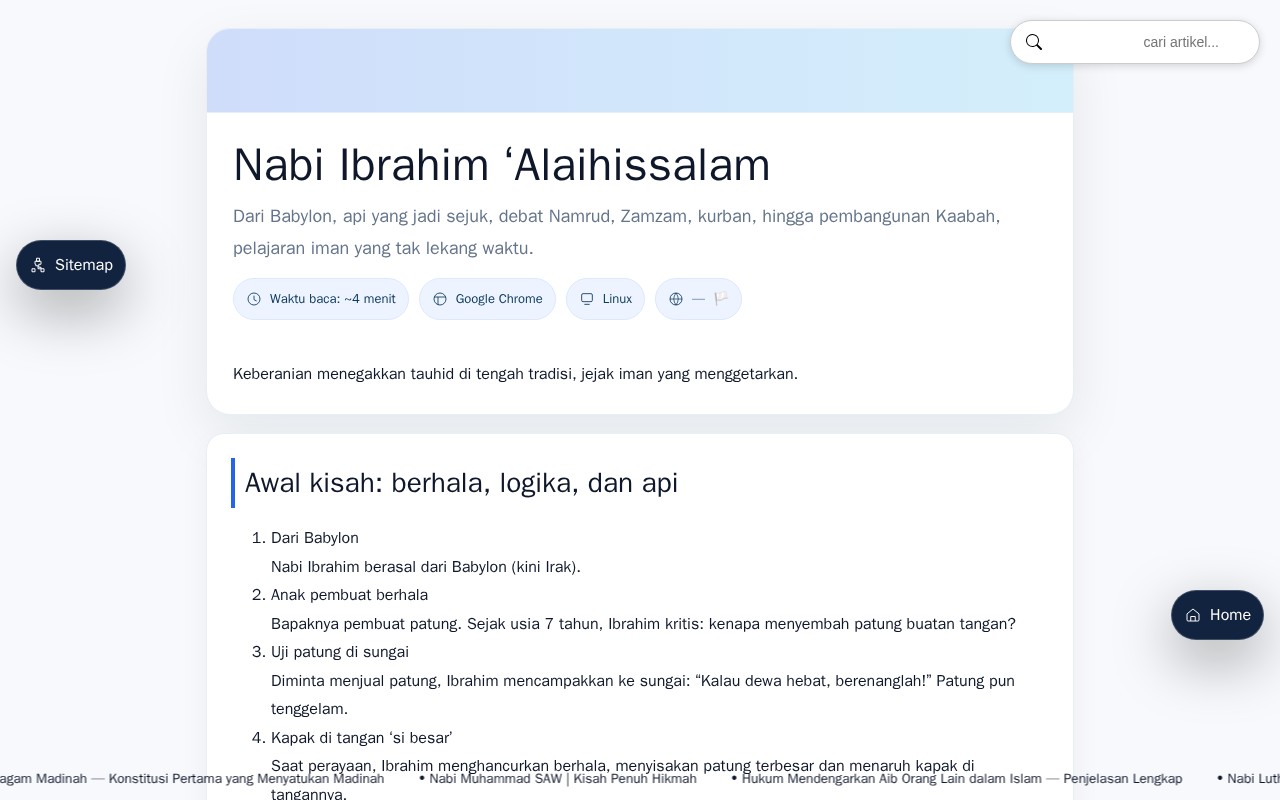 cari artikel...
Nabi Ibrahim ‘Alaihissalam
Dari Babylon, api yang jadi sejuk, debat Namrud, Zamzam, kurban, hingga pembangunan Kaabah,
pelajaran iman yang tak lekang waktu.
Sitemap
Waktu baca: ~4 menit
Google Chrome
Linux
—
Keberanian menegakkan tauhid di tengah tradisi, jejak iman yang menggetarkan.
Awal kisah: berhala, logika, dan api
1. Dari Babylon
Nabi Ibrahim berasal dari Babylon (kini Irak).
2. Anak pembuat berhala
Bapaknya pembuat patung. Sejak usia 7 tahun, Ibrahim kritis: kenapa menyembah patung buatan tangan?
Home
3. Uji patung di sungai
Diminta menjual patung, Ibrahim mencampakkan ke sungai: “Kalau dewa hebat, berenanglah!” Patung pun
tenggelam.
4. Kapak di tangan ‘si besar’
Saat perayaan, Ibrahim menghancurkan berhala, menyisakan patung terbesar dan menaruh kapak di
tangannya.
agam Madinah — Konstitusi Pertama yang Menyatukan Madinah • Nabi Muhammad SAW | Kisah Penuh Hikmah • Hukum Mendengarkan Aib Orang Lain dalam Islam — Penjelasan Lengkap • Nabi Luth